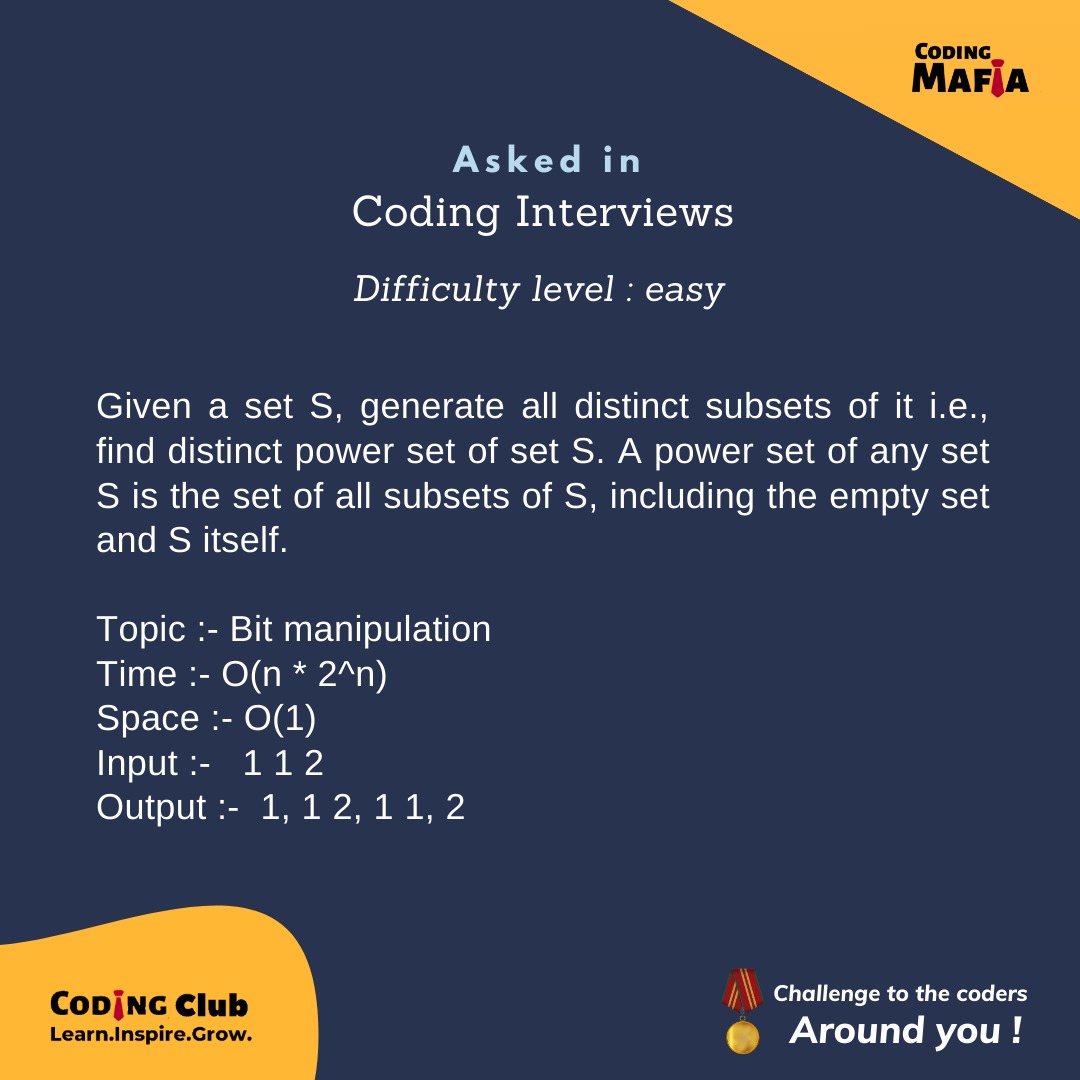 CODING
MAFIA
Asked in
Coding Interviews
Difficulty level : easy
Given a set S, generate all distinct subsets of it i.e.,
find distinct power set of set S. A power set of any set
S is the set of all subsets of S, including the empty set
and S itself.
Topic :- Bit manipulation
Time :- O(n * 2^n)
Space :- O(1)
Input :-   1 1 2
Output :-  1, 1 2, 1 1, 2
CODING Club
Learn.Inspire.Grow.
Challenge to the coders
Around you !